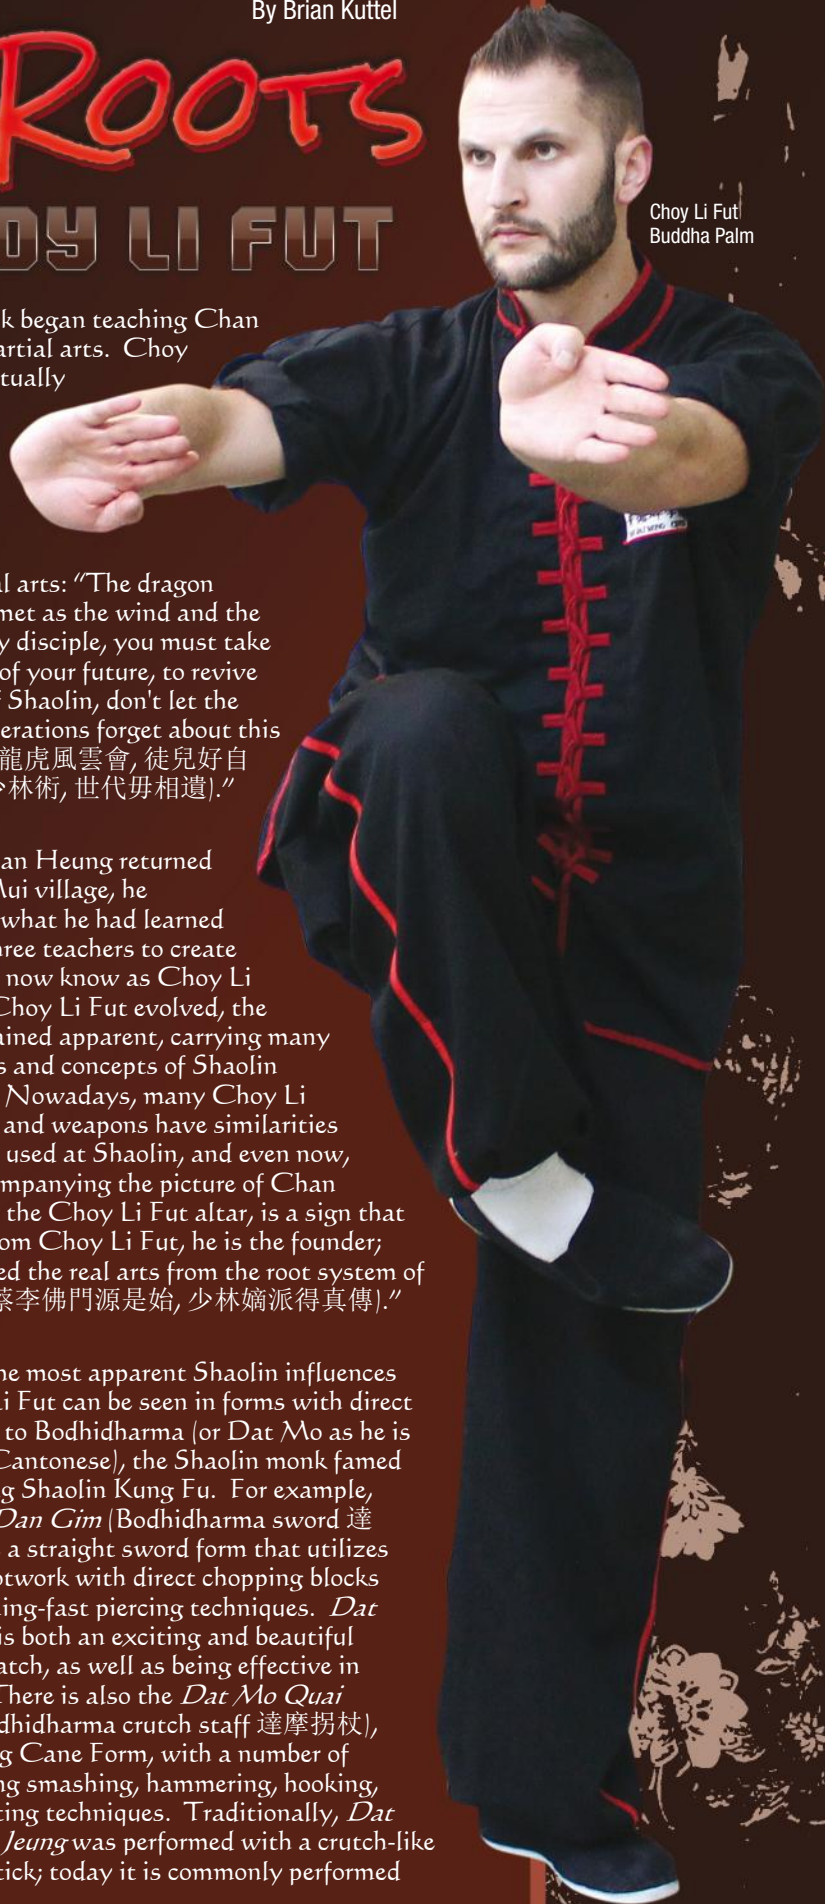 By Brian Kuttel
ROOTS
OY LI FUT
Choy Li Fut
Buddha Palm
k began teaching Chan
artial arts. Choy
tually
al arts: “The dragon
met as the wind and the
y disciple, you must take
of your future, to revive
f Shaolin, don't let the
erations forget about this
龍虎風雲會, 徒兒好自
少林術, 世代毋相遺).”
an Heung returned
Mui village, he
what he had learned
hree teachers to create
now know as Choy Li
Choy Li Fut evolved, the
ained apparent, carrying many
s and concepts of Shaolin
Nowadays, many Choy Li
and weapons have similarities
used at Shaolin, and even now,
ompanying the picture of Chan
the Choy Li Fut altar, is a sign that
om Choy Li Fut, he is the founder;
ed the real arts from the root system of
蔡李佛門源是始, 少林嫡派得真傳).”
he most apparent Shaolin influences
i Fut can be seen in forms with direct
to Bodhidharma (or Dat Mo as he is
Cantonese), the Shaolin monk famed
g Shaolin Kung Fu. For example,
Dan Gim (Bodhidharma sword 達
a straight sword form that utilizes
otwork with direct chopping blocks
ning-fast piercing techniques. Dat
is both an exciting and beautiful
atch, as well as being effective in
There is also the Dat Mo Quai
dhidharma crutch staff 達摩拐杖),
g Cane Form, with a number of
ng smashing, hammering, hooking,
ting techniques. Traditionally, Dat
Jeung was performed with a crutch-like
tick; today it is commonly performed